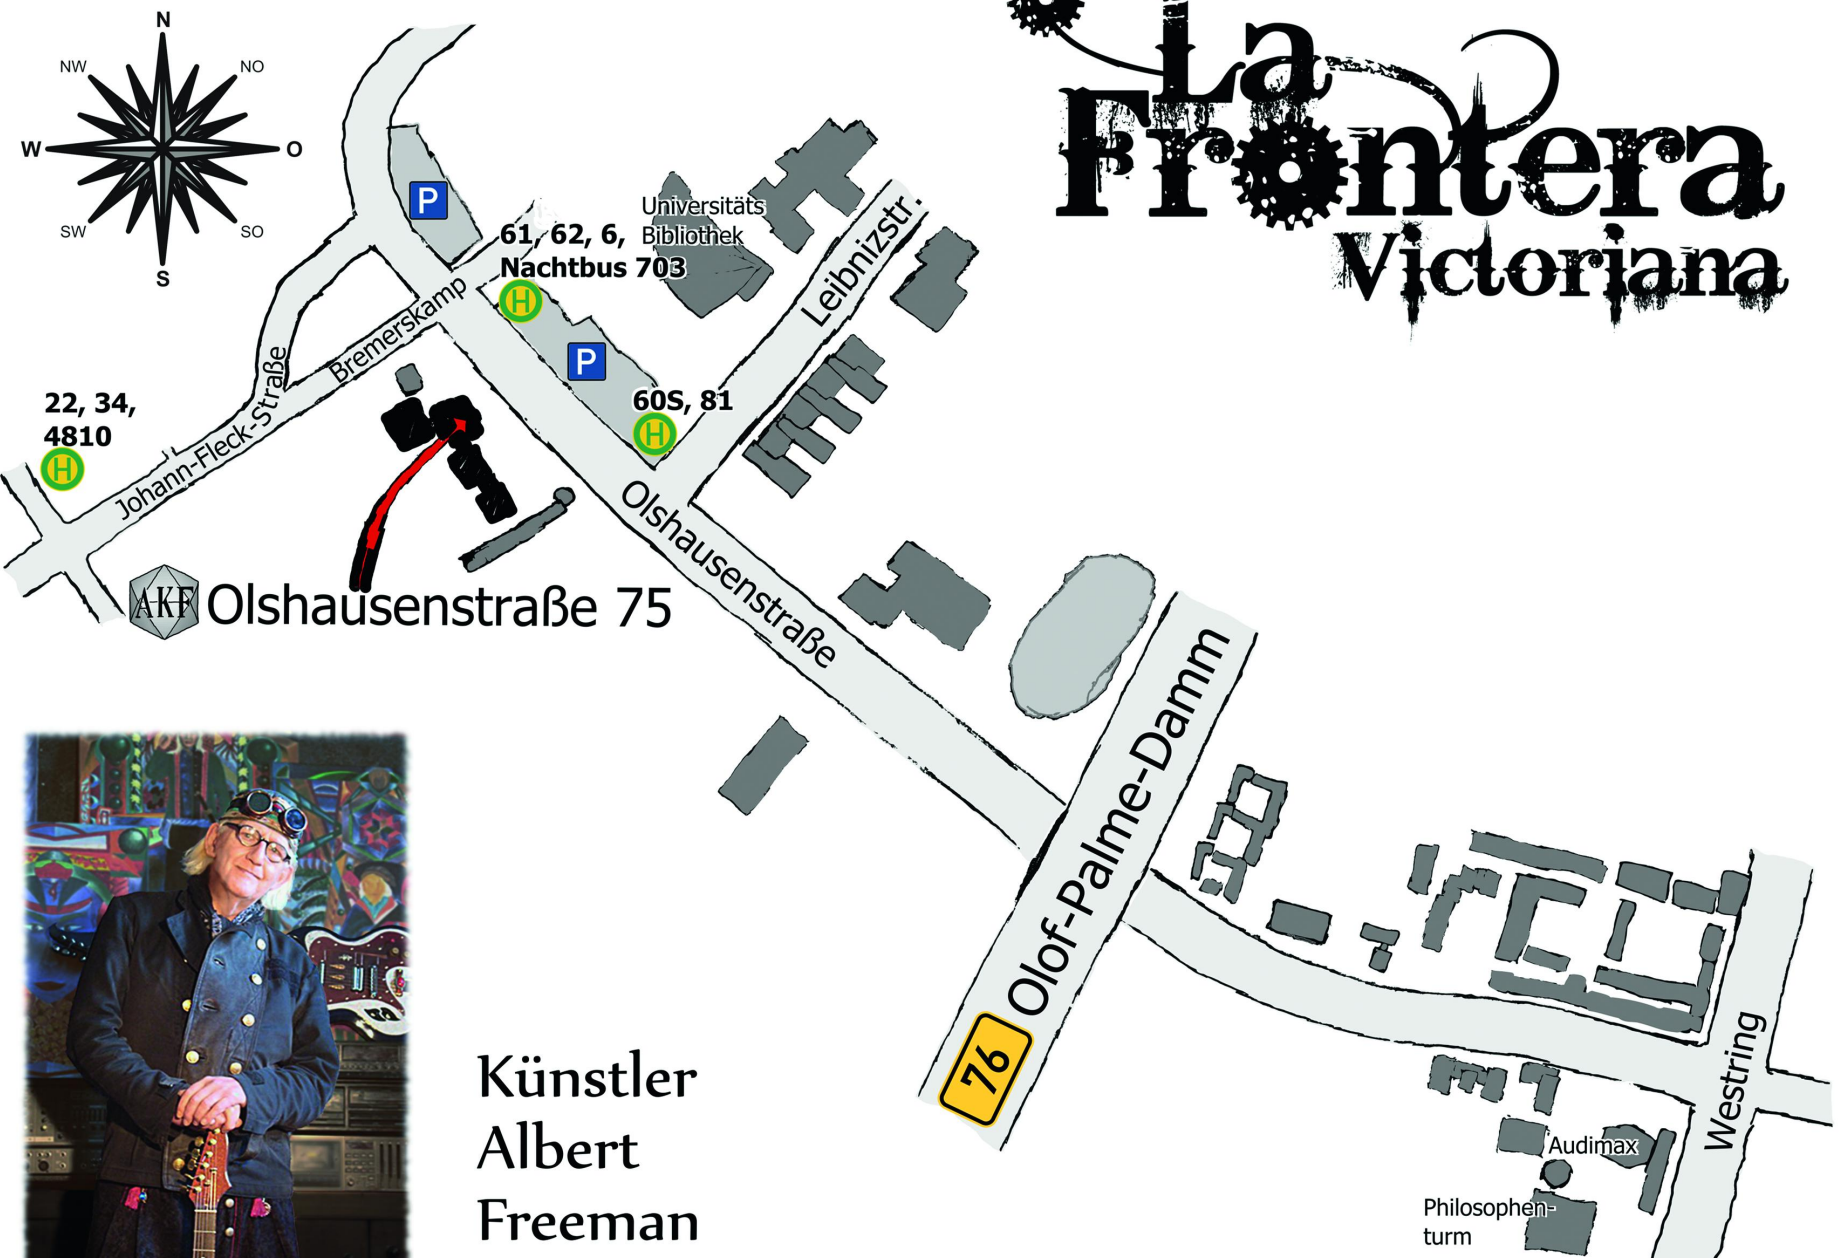 N
NW
NO
W
O
SW
SO
S
La
Frontera
Victoriana
P
61, 62, 6,
Nachtbus 703
H
Universitäts
Bibliothek
Leibnizstr.
P
60S, 81
H
Bremerskamp
Johann-Fleck-Straße
22, 34,
4810
H
AKF Olshausenstraße 75
Olshausenstraße
Olof-Palme-Damm
76
Westring
Audimax
Philosophen-
turm
Künstler
Albert
Freeman